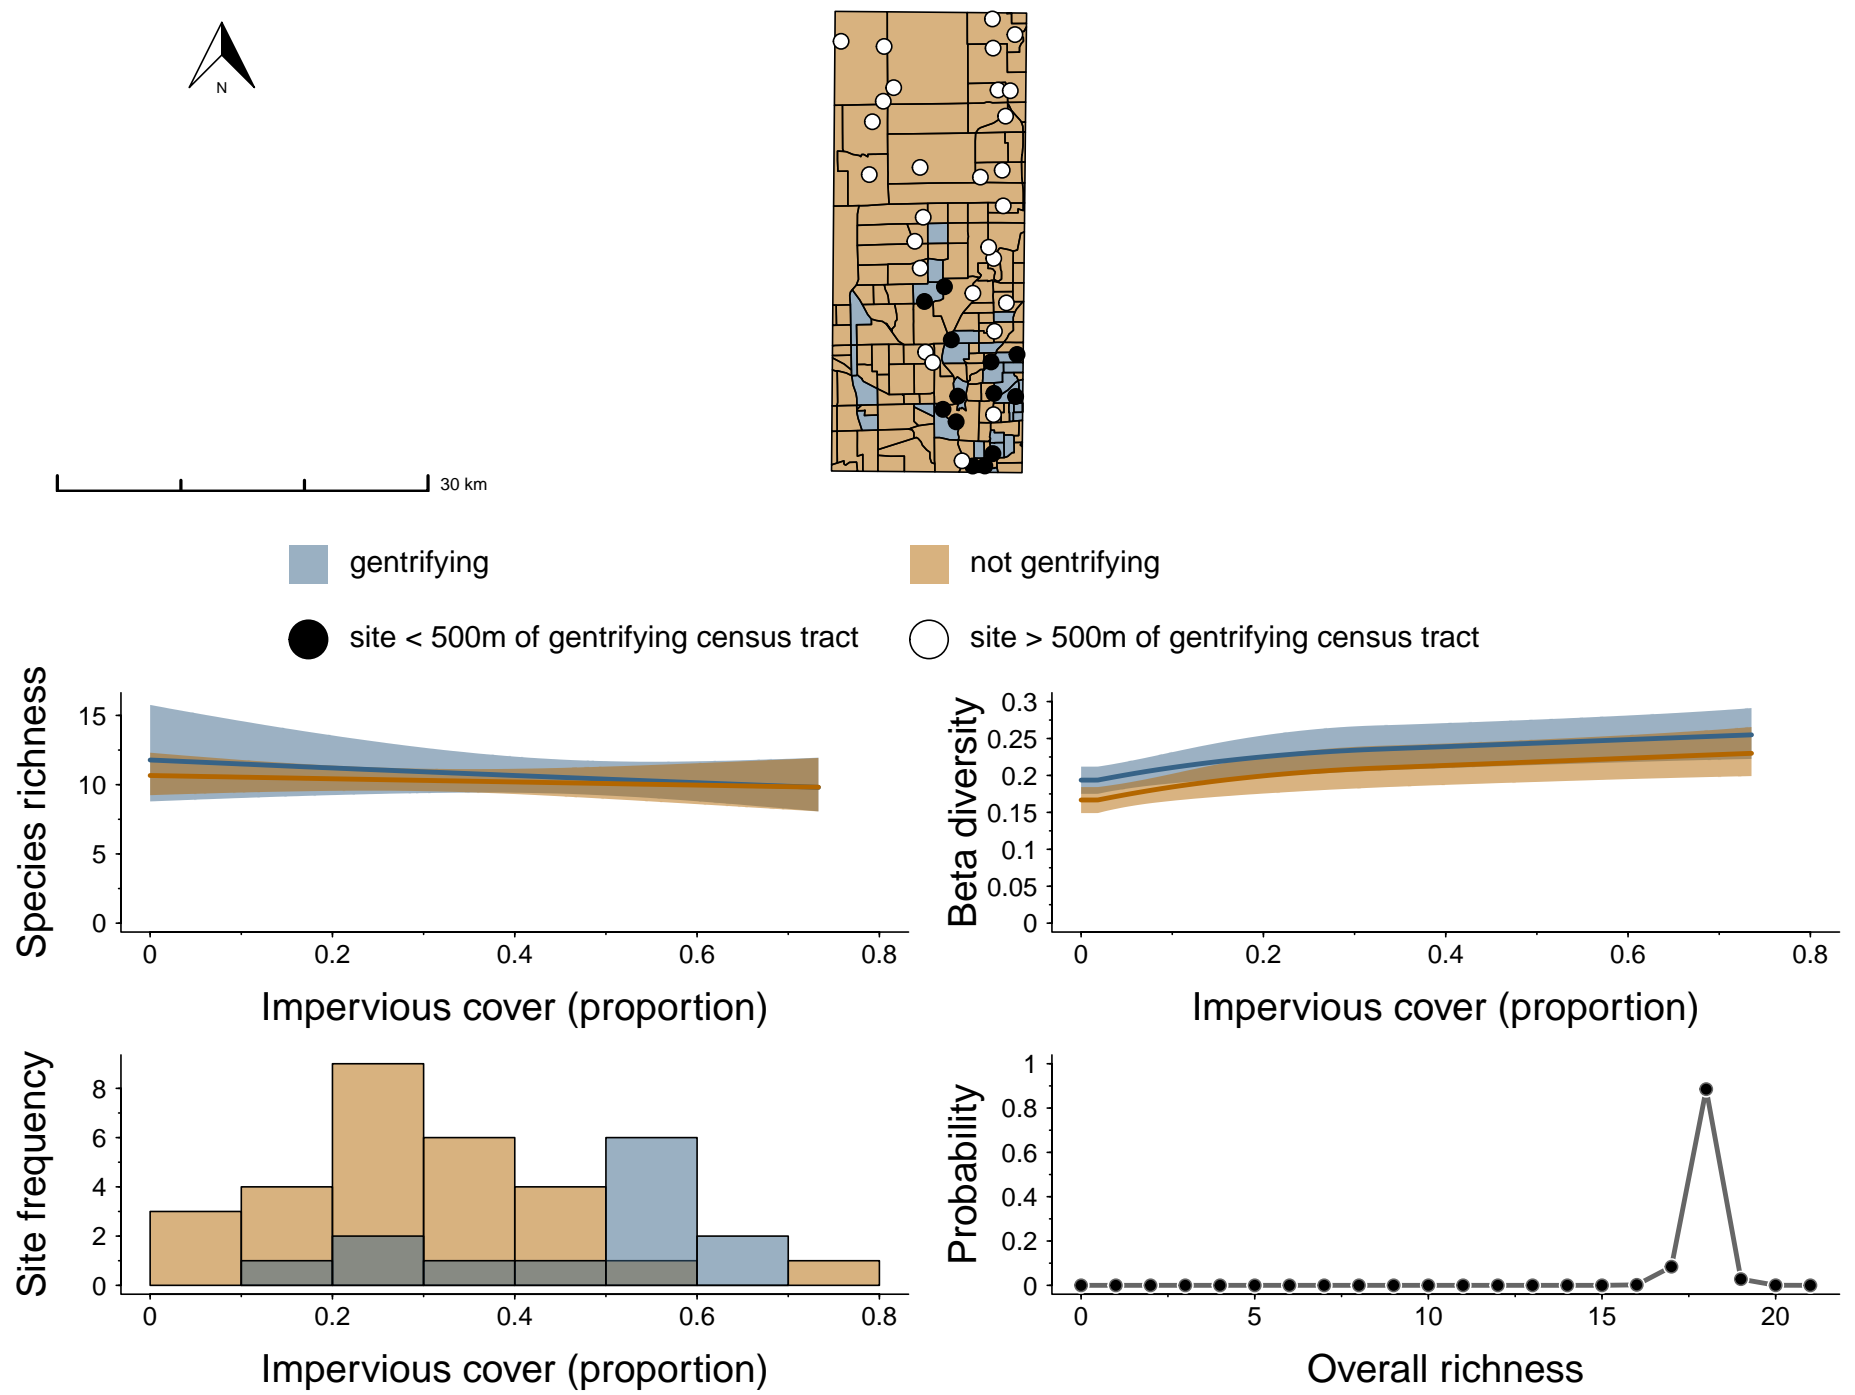 N
30 km
gentrifying
not gentrifying
site < 500m of gentrifying census tract
site > 500m of gentrifying census tract
Species richness
15
10
5
0
0 0.2 0.4 0.6 0.8
Impervious cover (proportion)
Beta diversity
0.3
0.25
0.2
0.15
0.1
0.05
0
0 0.2 0.4 0.6 0.8
Impervious cover (proportion)
Site frequency
8
6
4
2
0
0 0.2 0.4 0.6 0.8
Impervious cover (proportion)
Probability
1
0.8
0.6
0.4
0.2
0
0 5 10 15 20
Overall richness